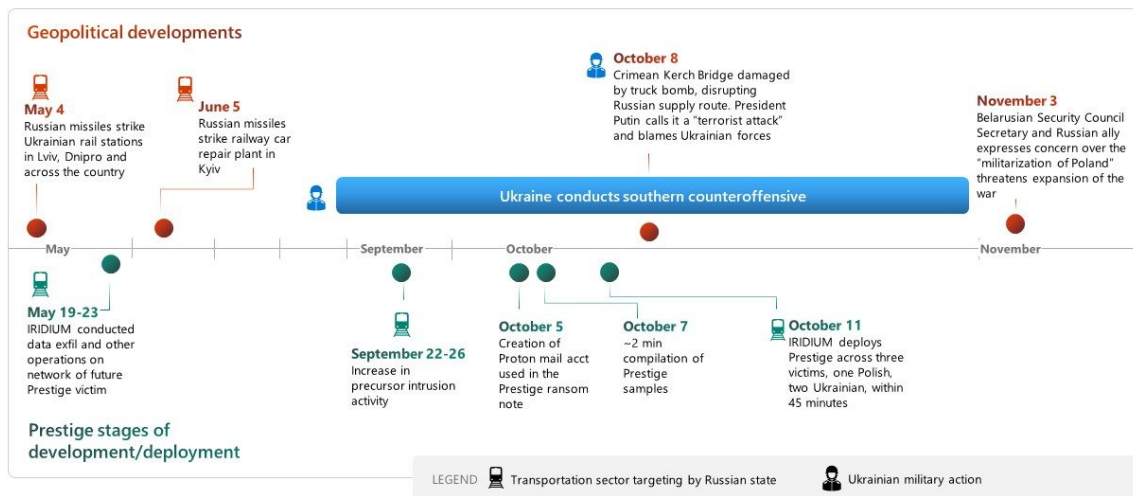 Geopolitical developments
May 4
Russian missiles strike
Ukrainian rail stations
in Lviv, Dnipro and
across the country
June 5
Russian missiles
strike railway car
repair plant in
Kyiv
October 8
Crimean Kerch Bridge damaged
by truck bomb, disrupting
Russian supply route. President
Putin calls it a “terrorist attack”
and blames Ukrainian forces
November 3
Belarusian Security Council
Secretary and Russian ally
expresses concern over the
“militarization of Poland”
threatens expansion of the
war
Ukraine conducts southern counteroffensive
May
September
October
November
May 19-23
IRIDIUM conducted
data exfil and other
operations on
network of future
Prestige victim
September 22-26
Increase in
precursor intrusion
activity
October 5
Creation of
Proton mail acct
used in the
Prestige ransom
note
October 7
~2 min
compilation of
Prestige
samples
October 11
IRIDIUM deploys
Prestige across three
victims, one Polish,
two Ukrainian, within
45 minutes
Prestige stages of
development/deployment
LEGEND Transportation sector targeting by Russian state Ukrainian military action